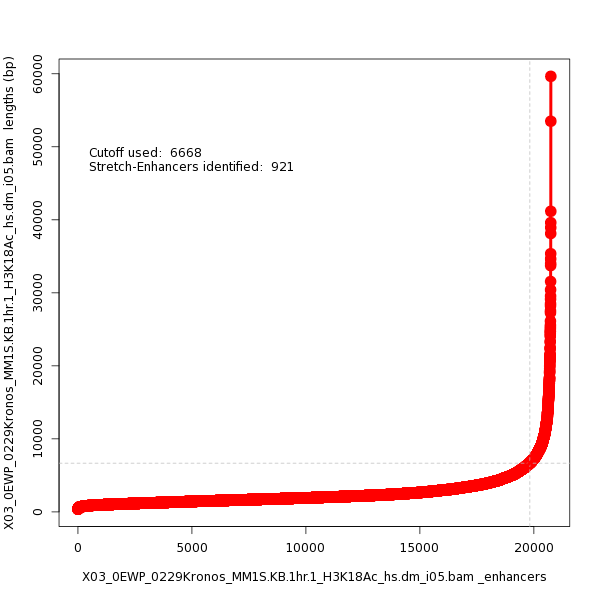 X03_0EWP_0229Kronos_MM1S.KB.1hr.1_H3K18Ac_hs.dm_i05.bam  lengths (bp)
60000
50000
40000
30000
20000
10000
0
Cutoff used:  6668
Stretch-Enhancers identified:  921
0 5000 10000 15000 20000
X03_0EWP_0229Kronos_MM1S.KB.1hr.1_H3K18Ac_hs.dm_i05.bam _enhancers